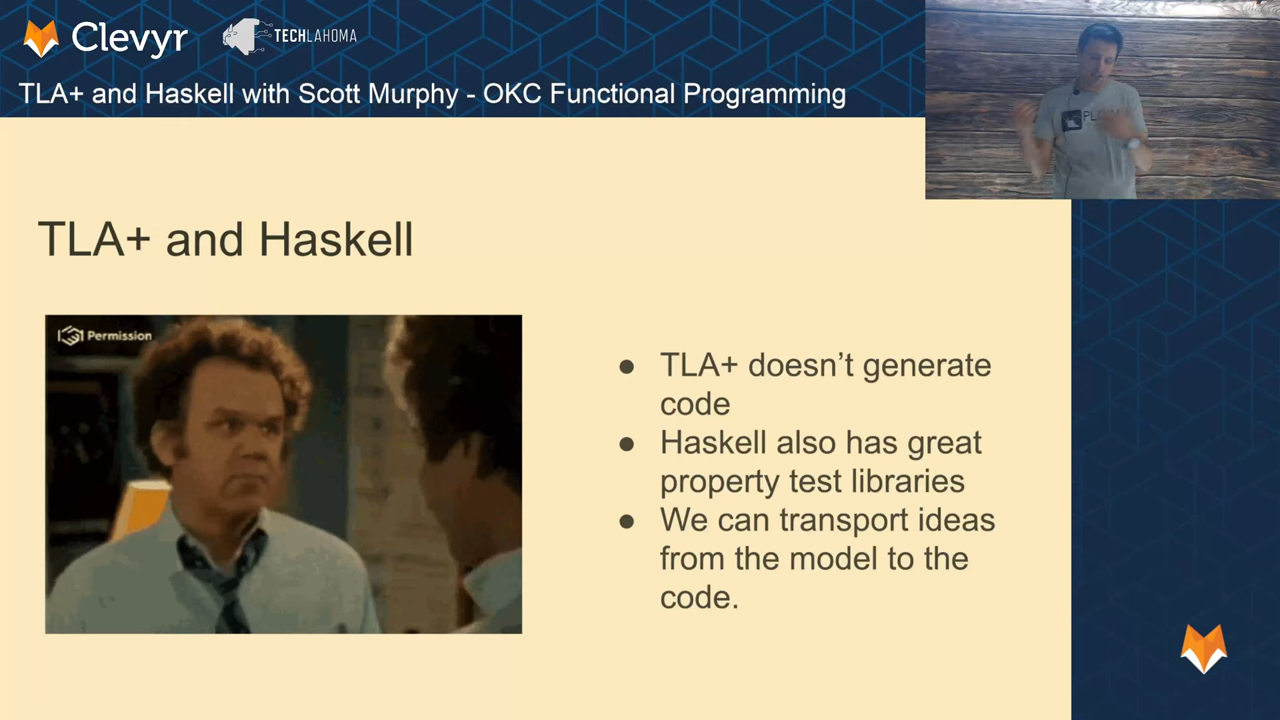 Clevyr
TECHLAHOMA
TLA+ and Haskell with Scott Murphy - OKC Functional Programming
TLA+ and Haskell
Permission
● TLA+ doesn’t generate
code
● Haskell also has great
property test libraries
● We can transport ideas
from the model to the
code.